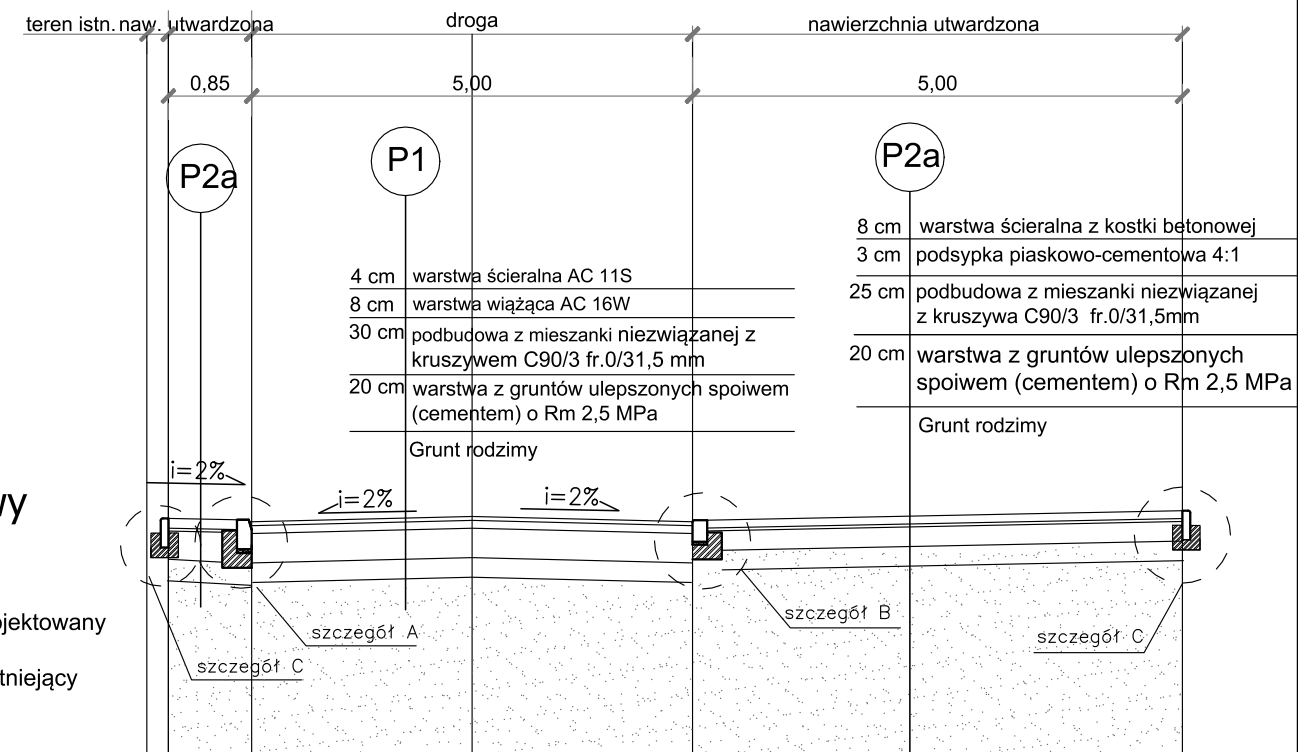 teren istn. naw. utwardzona
droga
nawierzchnia utwardzona
0,85
5,00
5,00
P2a
P1
P2a
8 cm warstwa ścieralna z kostki betonowej
3 cm podsypka piaskowo-cementowa 4:1
25 cm podbudowa z mieszanki niezwiązanej
z kruszywa C90/3 fr.0/31,5mm
20 cm warstwa z gruntów ulepszonych
spoiwem (cementem) o Rm 2,5 MPa
Grunt rodzimy
4 cm warstwa ścieralna AC 11S
8 cm warstwa wiążąca AC 16W
30 cm podbudowa z mieszanki niezwiązanej z
kruszywem C90/3 fr.0/31,5 mm
20 cm warstwa z gruntów ulepszonych spoiwem
(cementem) o Rm 2,5 MPa
Grunt rodzimy
i=2%
i=2%
i=2%
szczegół A
szczegół B
szczegół C
szczegół C
tniejący